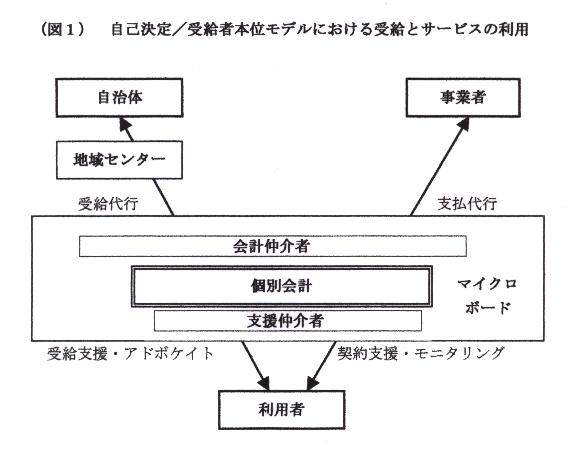 （図１）　自己決定／受給者本位モデルにおける受給とサービスの利用
自治体
事業者
地域センター
受給代行
支払代行
会計仲介者
個別会計
マイクロ
ボード
支援仲介者
受給支援・アドボケイト
契約支援・モニタリング
利用者